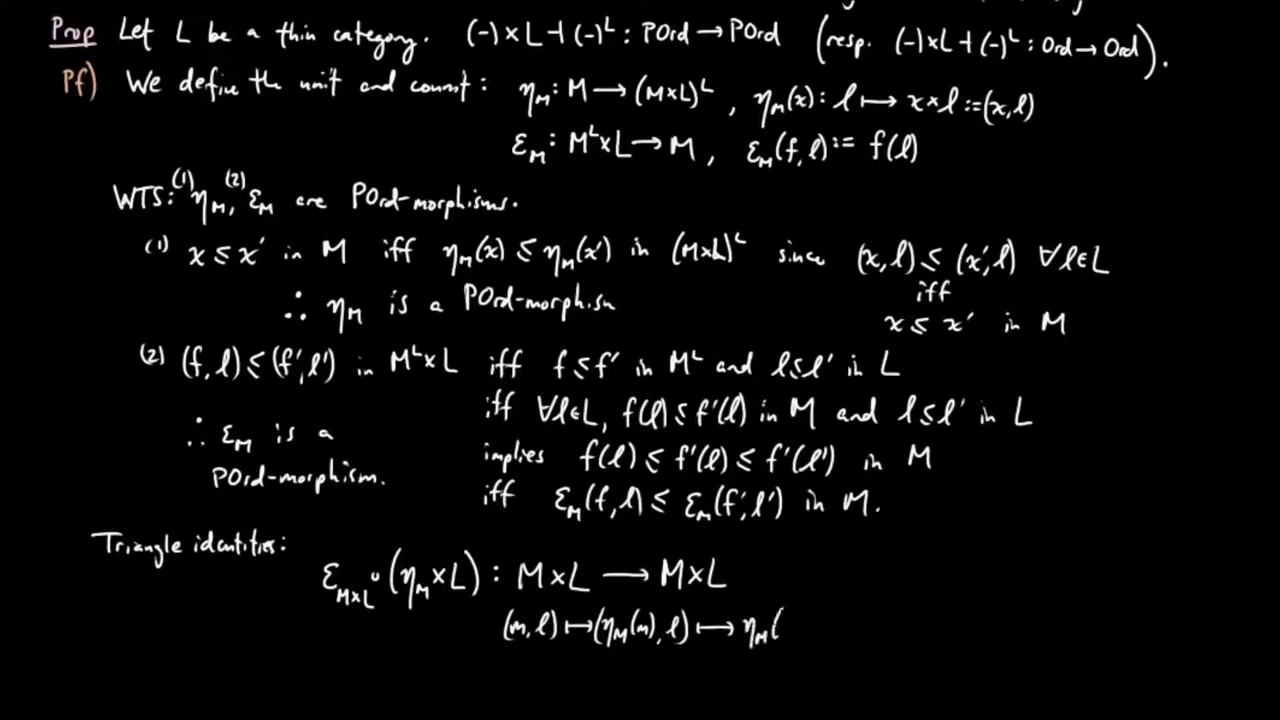 Prop Let L be a thin category. (-)×L ⊣ (-)^L : POrd → POrd (resp. (-)×L ⊣ (-)^L : Ord → Ord).
Pf) We define the unit and counit: η_M : M → (M×L)^L, η_M(x) : l ↦ x×l := (x, l)
ε_M : M^L×L → M, ε_M(f, l) := f(l)
WTS: (1) η_M, (2) ε_M are POrd-morphisms.
(1) x ≤ x' in M iff η_M(x) ≤ η_M(x') in (M×L)^L since (x, l) ≤ (x', l) ∀l∈L
iff
∴ η_M is a POrd-morphism
x ≤ x' in M
(2) (f, l) ≤ (f', l') in M^L×L iff f ≤ f' in M^L and l ≤ l' in L
iff ∀l∈L, f(l) ≤ f'(l) in M and l ≤ l' in L
∴ ε_M is a
POrd-morphism.
implies f(l) ≤ f'(l) ≤ f'(l') in M
iff ε_M(f, l) ≤ ε_M(f', l') in M.
Triangle identities:
ε_{M×L} ∘ (η_M×L) : M×L → M×L
(m, l) ↦ (η_M(m), l) ↦ η_M(